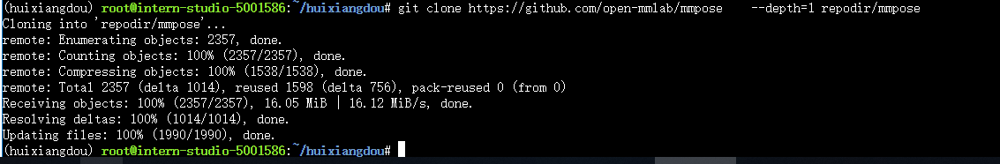 (huixiangdou) root@intern-studio-5001586:~/huixiangdou# git clone https://github.com/open-mmlab/mmpose    --depth=1 repodir/mmpose
Cloning into 'repodir/mmpose'...
remote: Enumerating objects: 2357, done.
remote: Counting objects: 100% (2357/2357), done.
remote: Compressing objects: 100% (1538/1538), done.
remote: Total 2357 (delta 1014), reused 1598 (delta 756), pack-reused 0 (from 0)
Receiving objects: 100% (2357/2357), 16.05 MiB | 16.12 MiB/s, done.
Resolving deltas: 100% (1014/1014), done.
Updating files: 100% (1990/1990), done.
(huixiangdou) root@intern-studio-5001586:~/huixiangdou#